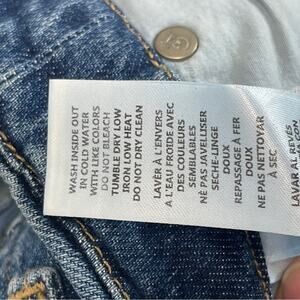 WASH INSIDE OUT
IN COLD WATER
WITH LIKE COLORS
DO NOT BLEACH
TUMBLE DRY LOW
IRON LOW HEAT
DO NOT DRY CLEAN
LAVER À L'ENVERS
A L'EAU FROIDE AVEC
DES COULEURS
SEMBLABLES
NE PAS JAVELLISER
SECHE-LINGE
DOUX
REPASSAGE À FER
DOUX
NE PAS NETTOYER
À SEC
LAVAR AL REVÉS